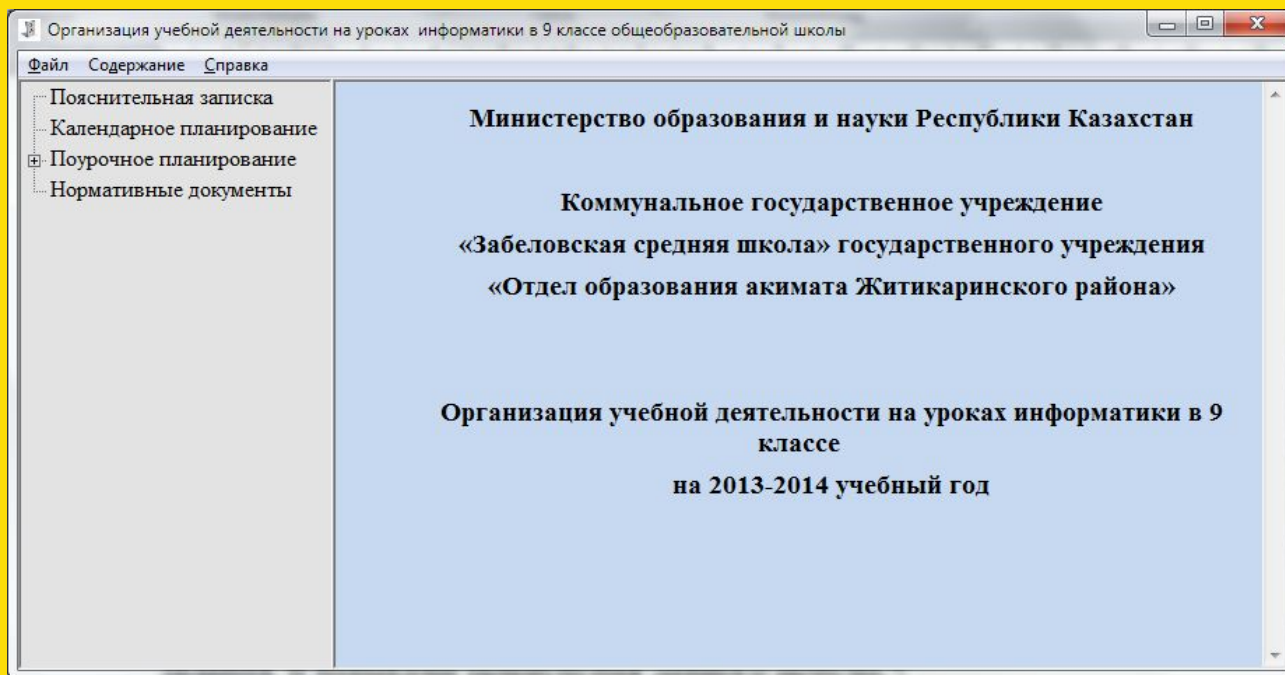 Организация учебной деятельности на уроках  информатики в 9 классе общеобразовательной школы
Файл Содержание Справка
Пояснительная записка
Календарное планирование
Поурочное планирование
Нормативные документы
Министерство образования и науки Республики Казахстан
Коммунальное государственное учреждение
«Забеловская средняя школа» государственного учреждения
«Отдел образования акимата Житикаринского района»
Организация учебной деятельности на уроках информатики в 9
классе
на 2013-2014 учебный год